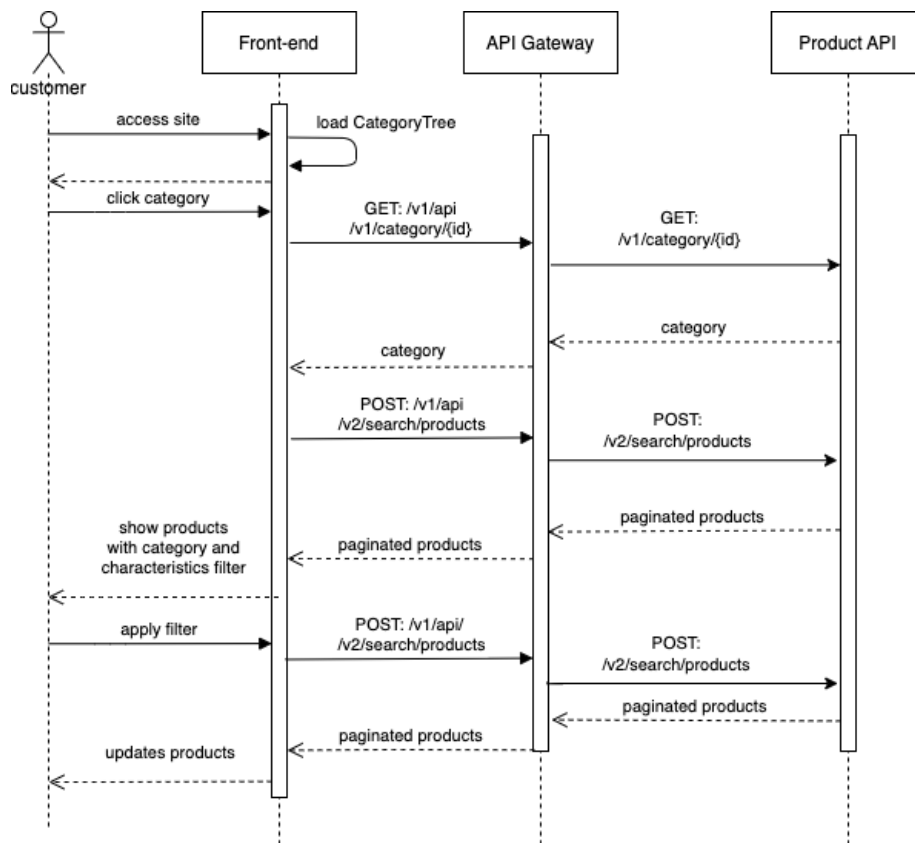 Front-end
API Gateway
Product API
customer
access site
load CategoryTree
click category
GET: /v1/api
/v1/category/{id}
GET:
/v1/category/{id}
category
category
POST: /v1/api
/v2/search/products
POST:
/v2/search/products
paginated products
show products
with category and
characteristics filter
paginated products
apply filter
POST: /v1/api/
/v2/search/products
POST:
/v2/search/products
paginated products
paginated products
updates products